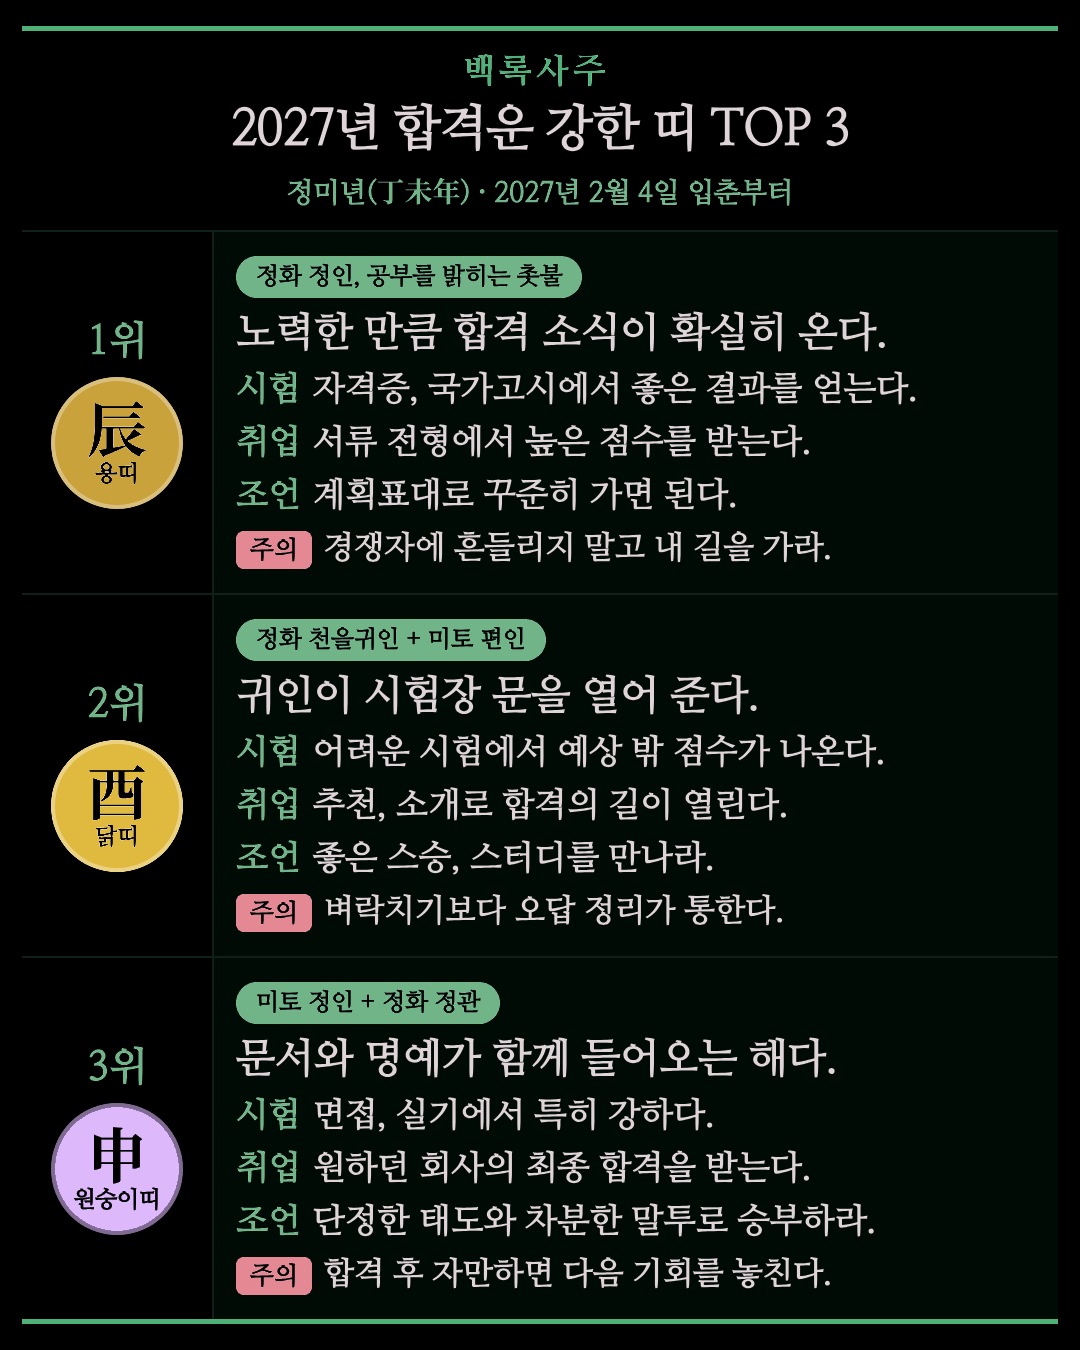 백록사주
2027년 합격운 강한 띠 TOP 3
정미년(丁未年) · 2027년 2월 4일 입춘부터
1위
辰
용띠
정화 정인, 공부를 밝히는 촛불
노력한 만큼 합격 소식이 확실히 온다.
시험 자격증, 국가고시에서 좋은 결과를 얻는다.
취업 서류 전형에서 높은 점수를 받는다.
조언 계획표대로 꾸준히 가면 된다.
주의 경쟁자에 흔들리지 말고 내 길을 가라.
2위
酉
닭띠
정화 천을귀인 + 미토 편인
귀인이 시험장 문을 열어 준다.
시험 어려운 시험에서 예상 밖 점수가 나온다.
취업 추천, 소개로 합격의 길이 열린다.
조언 좋은 스승, 스터디를 만나라.
주의 벼락치기보다 오답 정리가 통한다.
3위
申
원숭이띠
미토 정인 + 정화 정관
문서와 명예가 함께 들어오는 해다.
시험 면접, 실기에서 특히 강하다.
취업 원하던 회사의 최종 합격을 받는다.
조언 단정한 태도와 차분한 말투로 승부하라.
주의 합격 후 자만하면 다음 기회를 놓친다.